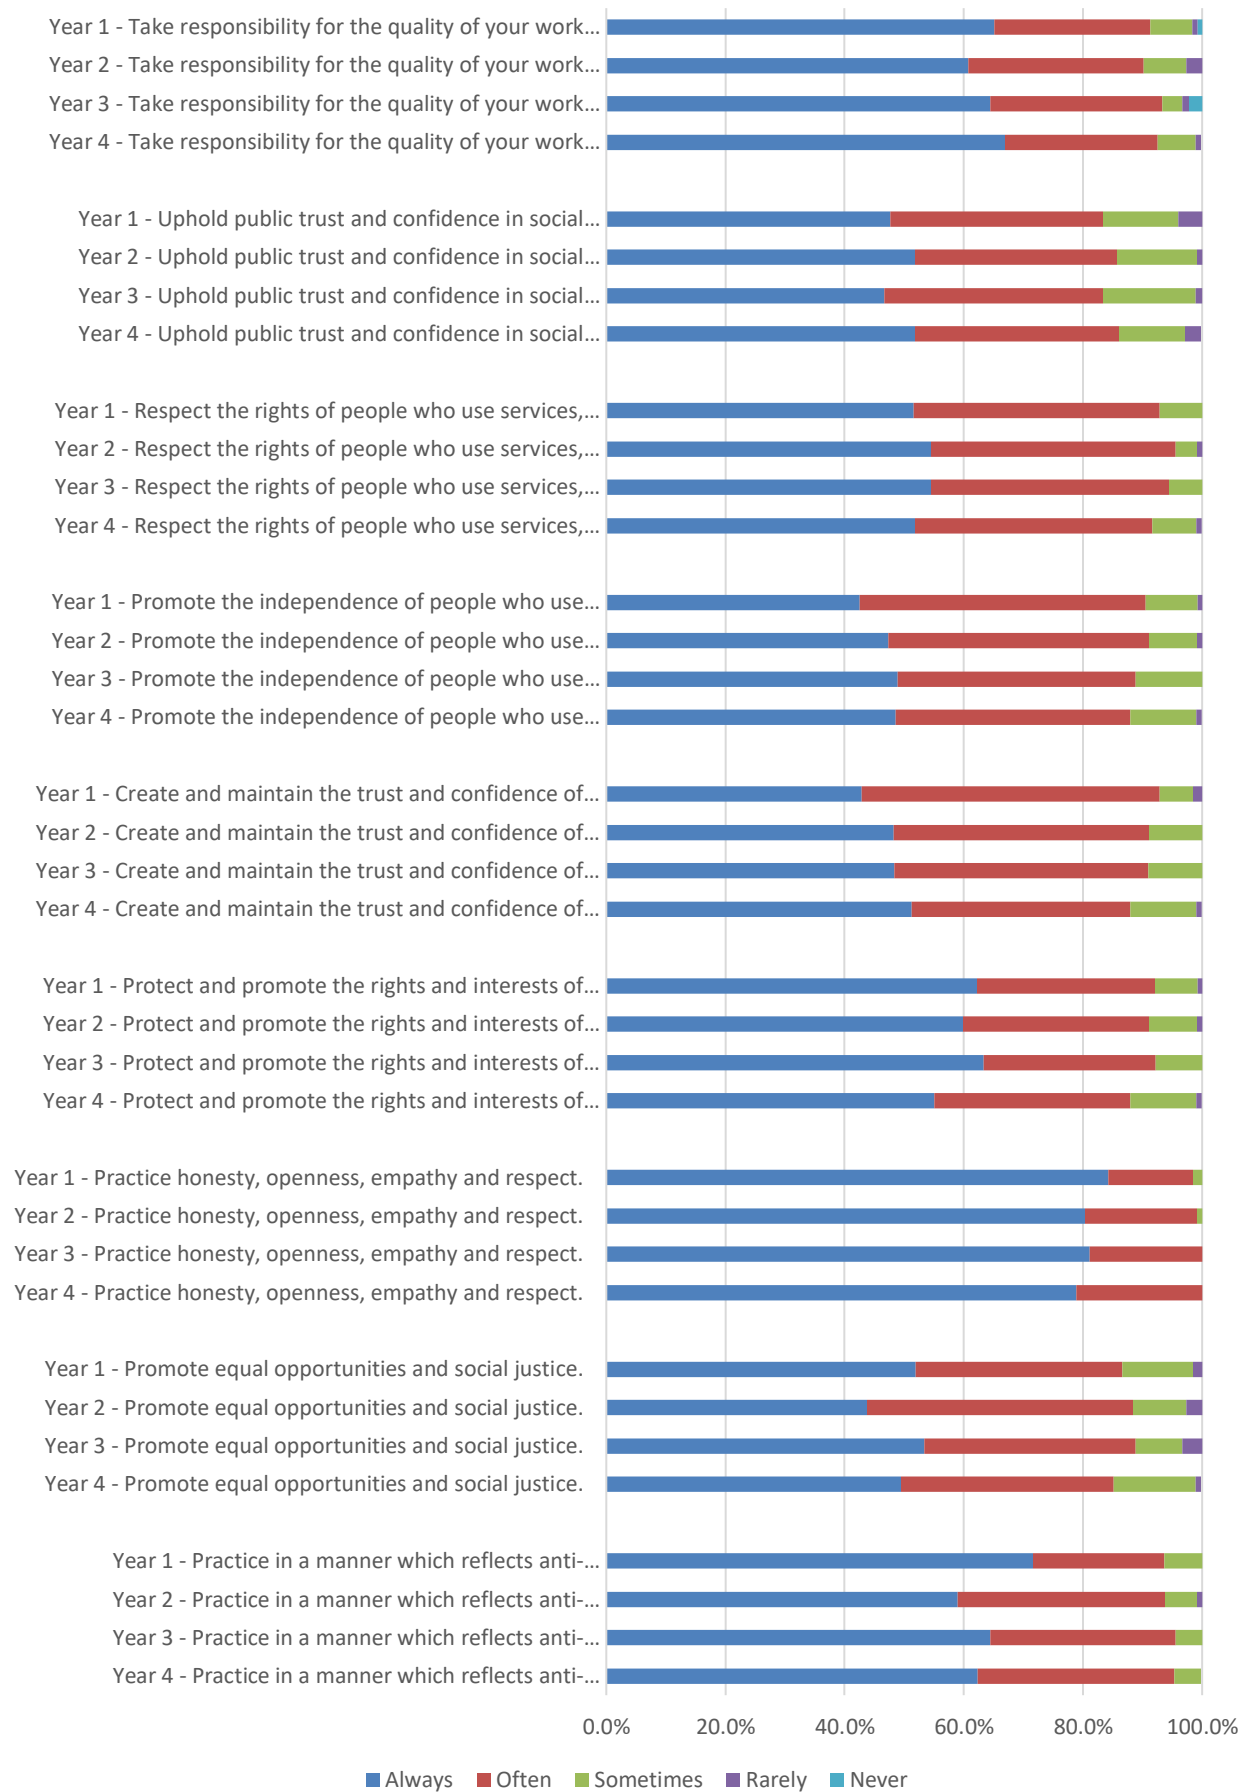 Year 1 - Take responsibility for the quality of your work...
Year 2 - Take responsibility for the quality of your work...
Year 3 - Take responsibility for the quality of your work...
Year 4 - Take responsibility for the quality of your work...
Year 1 - Uphold public trust and confidence in social...
Year 2 - Uphold public trust and confidence in social...
Year 3 - Uphold public trust and confidence in social...
Year 4 - Uphold public trust and confidence in social...
Year 1 - Respect the rights of people who use services,...
Year 2 - Respect the rights of people who use services,...
Year 3 - Respect the rights of people who use services,...
Year 4 - Respect the rights of people who use services,...
Year 1 - Promote the independence of people who use...
Year 2 - Promote the independence of people who use...
Year 3 - Promote the independence of people who use...
Year 4 - Promote the independence of people who use...
Year 1 - Create and maintain the trust and confidence of...
Year 2 - Create and maintain the trust and confidence of...
Year 3 - Create and maintain the trust and confidence of...
Year 4 - Create and maintain the trust and confidence of...
Year 1 - Protect and promote the rights and interests of...
Year 2 - Protect and promote the rights and interests of...
Year 3 - Protect and promote the rights and interests of...
Year 4 - Protect and promote the rights and interests of...
Year 1 - Practice honesty, openness, empathy and respect.
Year 2 - Practice honesty, openness, empathy and respect.
Year 3 - Practice honesty, openness, empathy and respect.
Year 4 - Practice honesty, openness, empathy and respect.
Year 1 - Promote equal opportunities and social justice.
Year 2 - Promote equal opportunities and social justice.
Year 3 - Promote equal opportunities and social justice.
Year 4 - Promote equal opportunities and social justice.
Year 1 - Practice in a manner which reflects anti-...
Year 2 - Practice in a manner which reflects anti-...
Year 3 - Practice in a manner which reflects anti-...
Year 4 - Practice in a manner which reflects anti-...
0.0% 20.0% 40.0% 60.0% 80.0% 100.0%
Always Often Sometimes Rarely Never